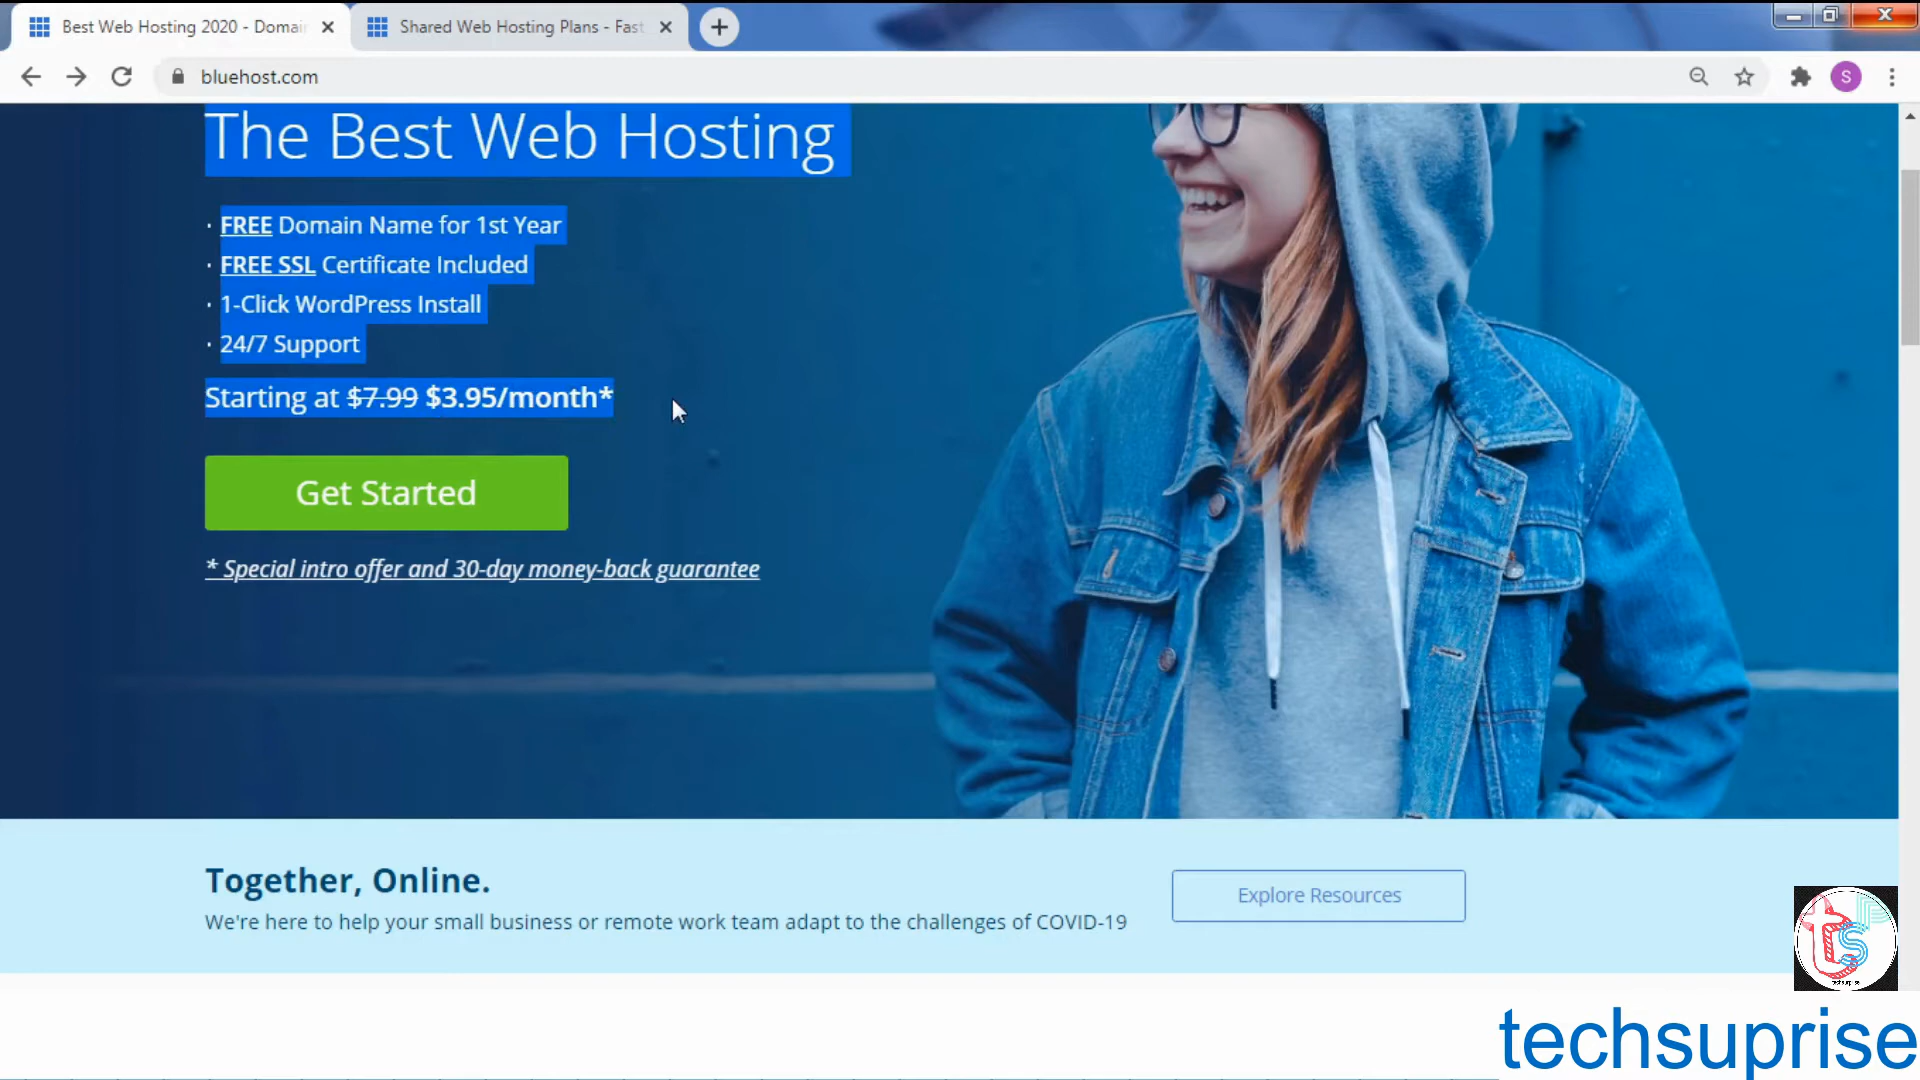 Best Web Hosting 2020 - Domai
Shared Web Hosting Plans - Fast
bluehost.com
S
The Best Web Hosting
· FREE Domain Name for 1st Year
· FREE SSL Certificate Included
· 1-Click WordPress Install
· 24/7 Support
Starting at $7.99 $3.95/month*
Get Started
* Special intro offer and 30-day money-back guarantee
Together, Online.
We're here to help your small business or remote work team adapt to the challenges of COVID-19
Explore Resources
techsuprise